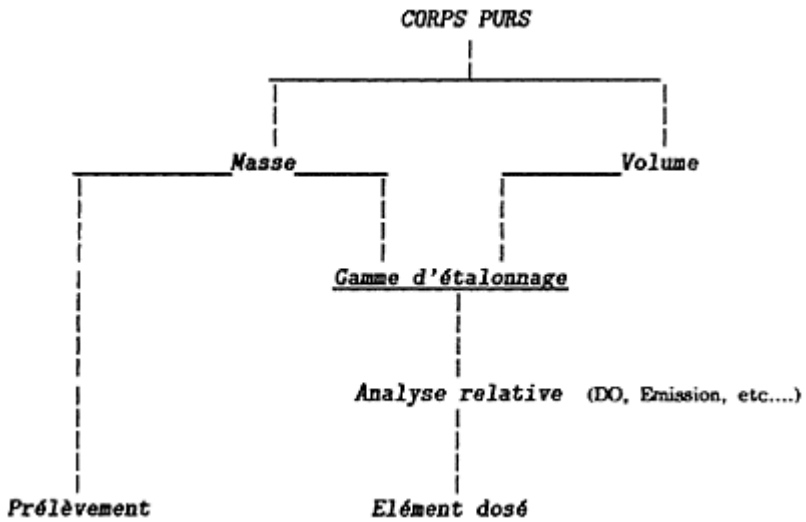 CORPS PURS
Masse Volume
Gamme d'étalonnage
Analyse relative (DO, Emission, etc....)
Prélèvement Elément dosé